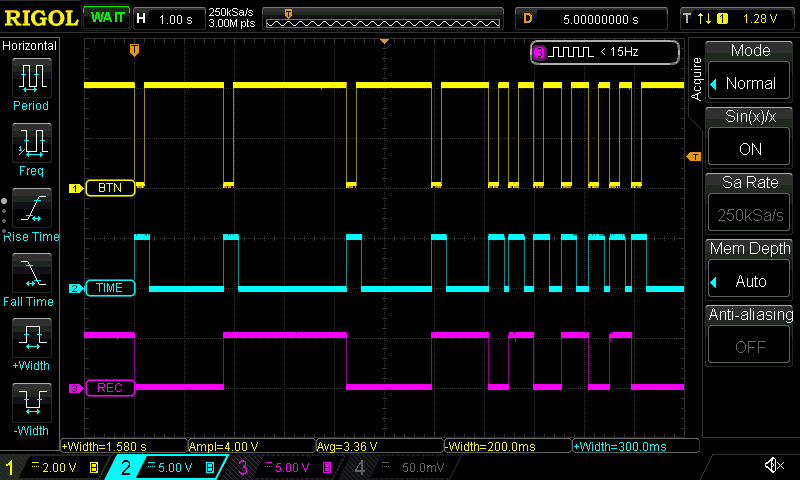 RIGOL WAIT H 1.00 s 250kSa/s 3.00M pts T D 5.00000000 s T 1 1.28 V
Horizontal
3 < 15Hz
Period
Freq
Rise Time
Fall Time
+Width
-Width
T
1 BTN
2 TIME
3 REC
T
Acquire
Mode
Normal
Sin(x)/x
ON
Sa Rate
250kSa/s
Mem Depth
Auto
Anti-aliasing
OFF
+Width=1.580 s Ampl=4.00 V Avg=3.36 V -Width=200.0ms +Width=300.0ms
1 2.00 V B 2 5.00 V B 3 5.00 V B 4 50.0mV